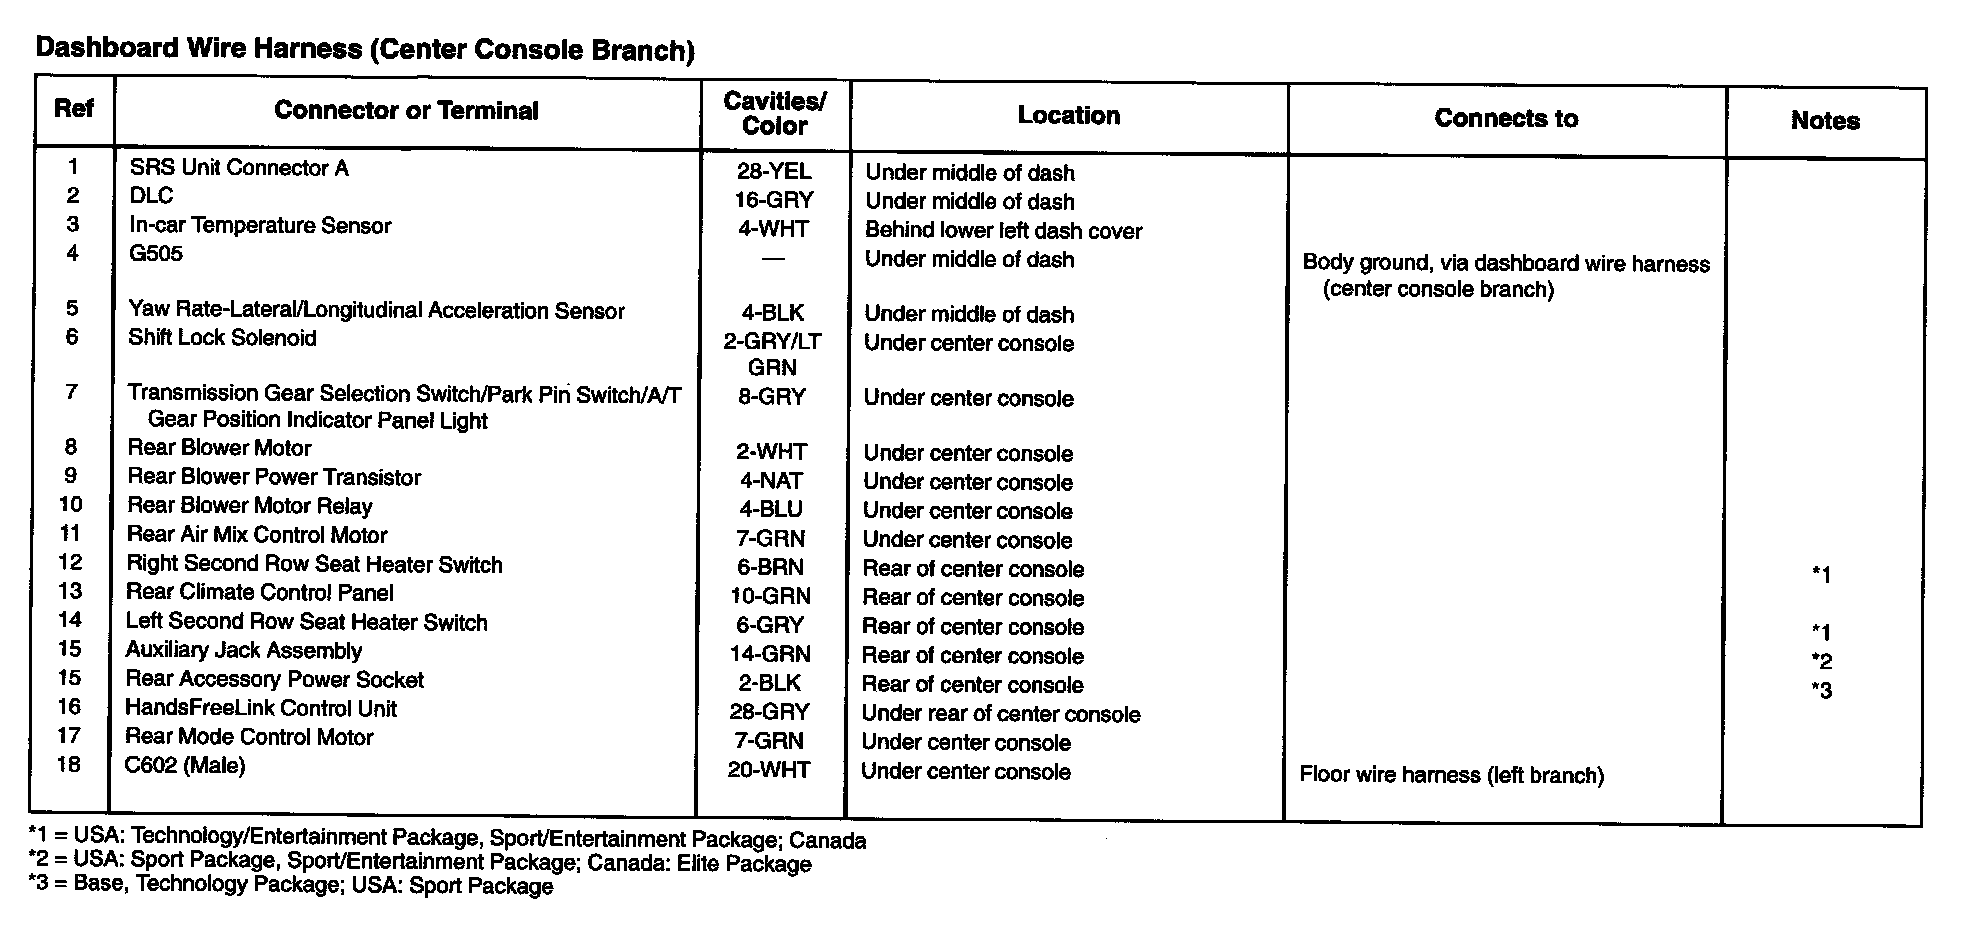 Dashboard Wire Harness (Center Console Branch)
Ref Connector or Terminal Cavities/ Color Location Connects to Notes
1 SRS Unit Connector A 28-YEL Under middle of dash
2 DLC 16-GRY Under middle of dash
3 In-car Temperature Sensor 4-WHT Behind lower left dash cover
4 G505 — Under middle of dash Body ground, via dashboard wire harness
(center console branch)
5 Yaw Rate-Lateral/Longitudinal Acceleration Sensor 4-BLK Under middle of dash
6 Shift Lock Solenoid 2-GRY/LT Under center console
GRN
7 Transmission Gear Selection Switch/Park Pin Switch/A/T 8-GRY Under center console
Gear Position Indicator Panel Light
8 Rear Blower Motor 2-WHT Under center console
9 Rear Blower Power Transistor 4-NAT Under center console
10 Rear Blower Motor Relay 4-BLU Under center console
11 Rear Air Mix Control Motor 7-GRN Under center console
12 Right Second Row Seat Heater Switch 6-BRN Rear of center console *1
13 Rear Climate Control Panel 10-GRN Rear of center console
14 Left Second Row Seat Heater Switch 6-GRY Rear of center console *1
15 Auxiliary Jack Assembly 14-GRN Rear of center console *2
15 Rear Accessory Power Socket 2-BLK Rear of center console *3
16 HandsFreeLink Control Unit 28-GRY Under rear of center console
17 Rear Mode Control Motor 7-GRN Under center console
18 C602 (Male) 20-WHT Under center console Floor wire harness (left branch)
*1 = USA: Technology/Entertainment Package, Sport/Entertainment Package; Canada
*2 = USA: Sport Package, Sport/Entertainment Package; Canada: Elite Package
*3 = Base, Technology Package; USA: Sport Package